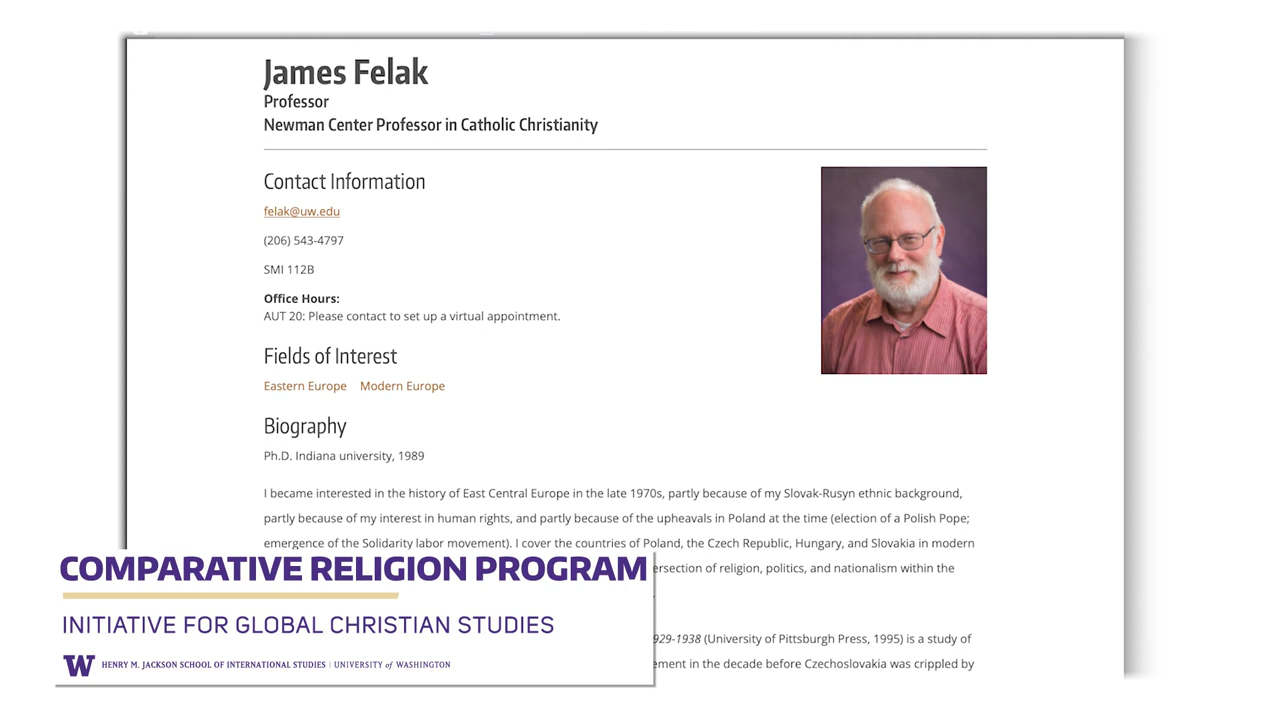 James Felak
Professor
Newman Center Professor in Catholic Christianity
Contact Information
felak@uw.edu
(206) 543-4797
SMI 112B
Office Hours:
AUT 20: Please contact to set up a virtual appointment.
Fields of Interest
Eastern Europe Modern Europe
Biography
Ph.D. Indiana university, 1989
I became interested in the history of East Central Europe in the late 1970s, partly because of my Slovak-Rusyn ethnic background,
partly because of my interest in human rights, and partly because of the upheavals in Poland at the time (election of a Polish Pope;
emergence of the Solidarity labor movement). I cover the countries of Poland, the Czech Republic, Hungary, and Slovakia in modern
of religion, politics, and nationalism within the
(University of Pittsburgh Press, 1995) is a study of
in the decade before Czechoslovakia was crippled by
COMPARATIVE RELIGION PROGRAM
INITIATIVE FOR GLOBAL CHRISTIAN STUDIES
W HENRY M. JACKSON SCHOOL OF INTERNATIONAL STUDIES | UNIVERSITY of WASHINGTON